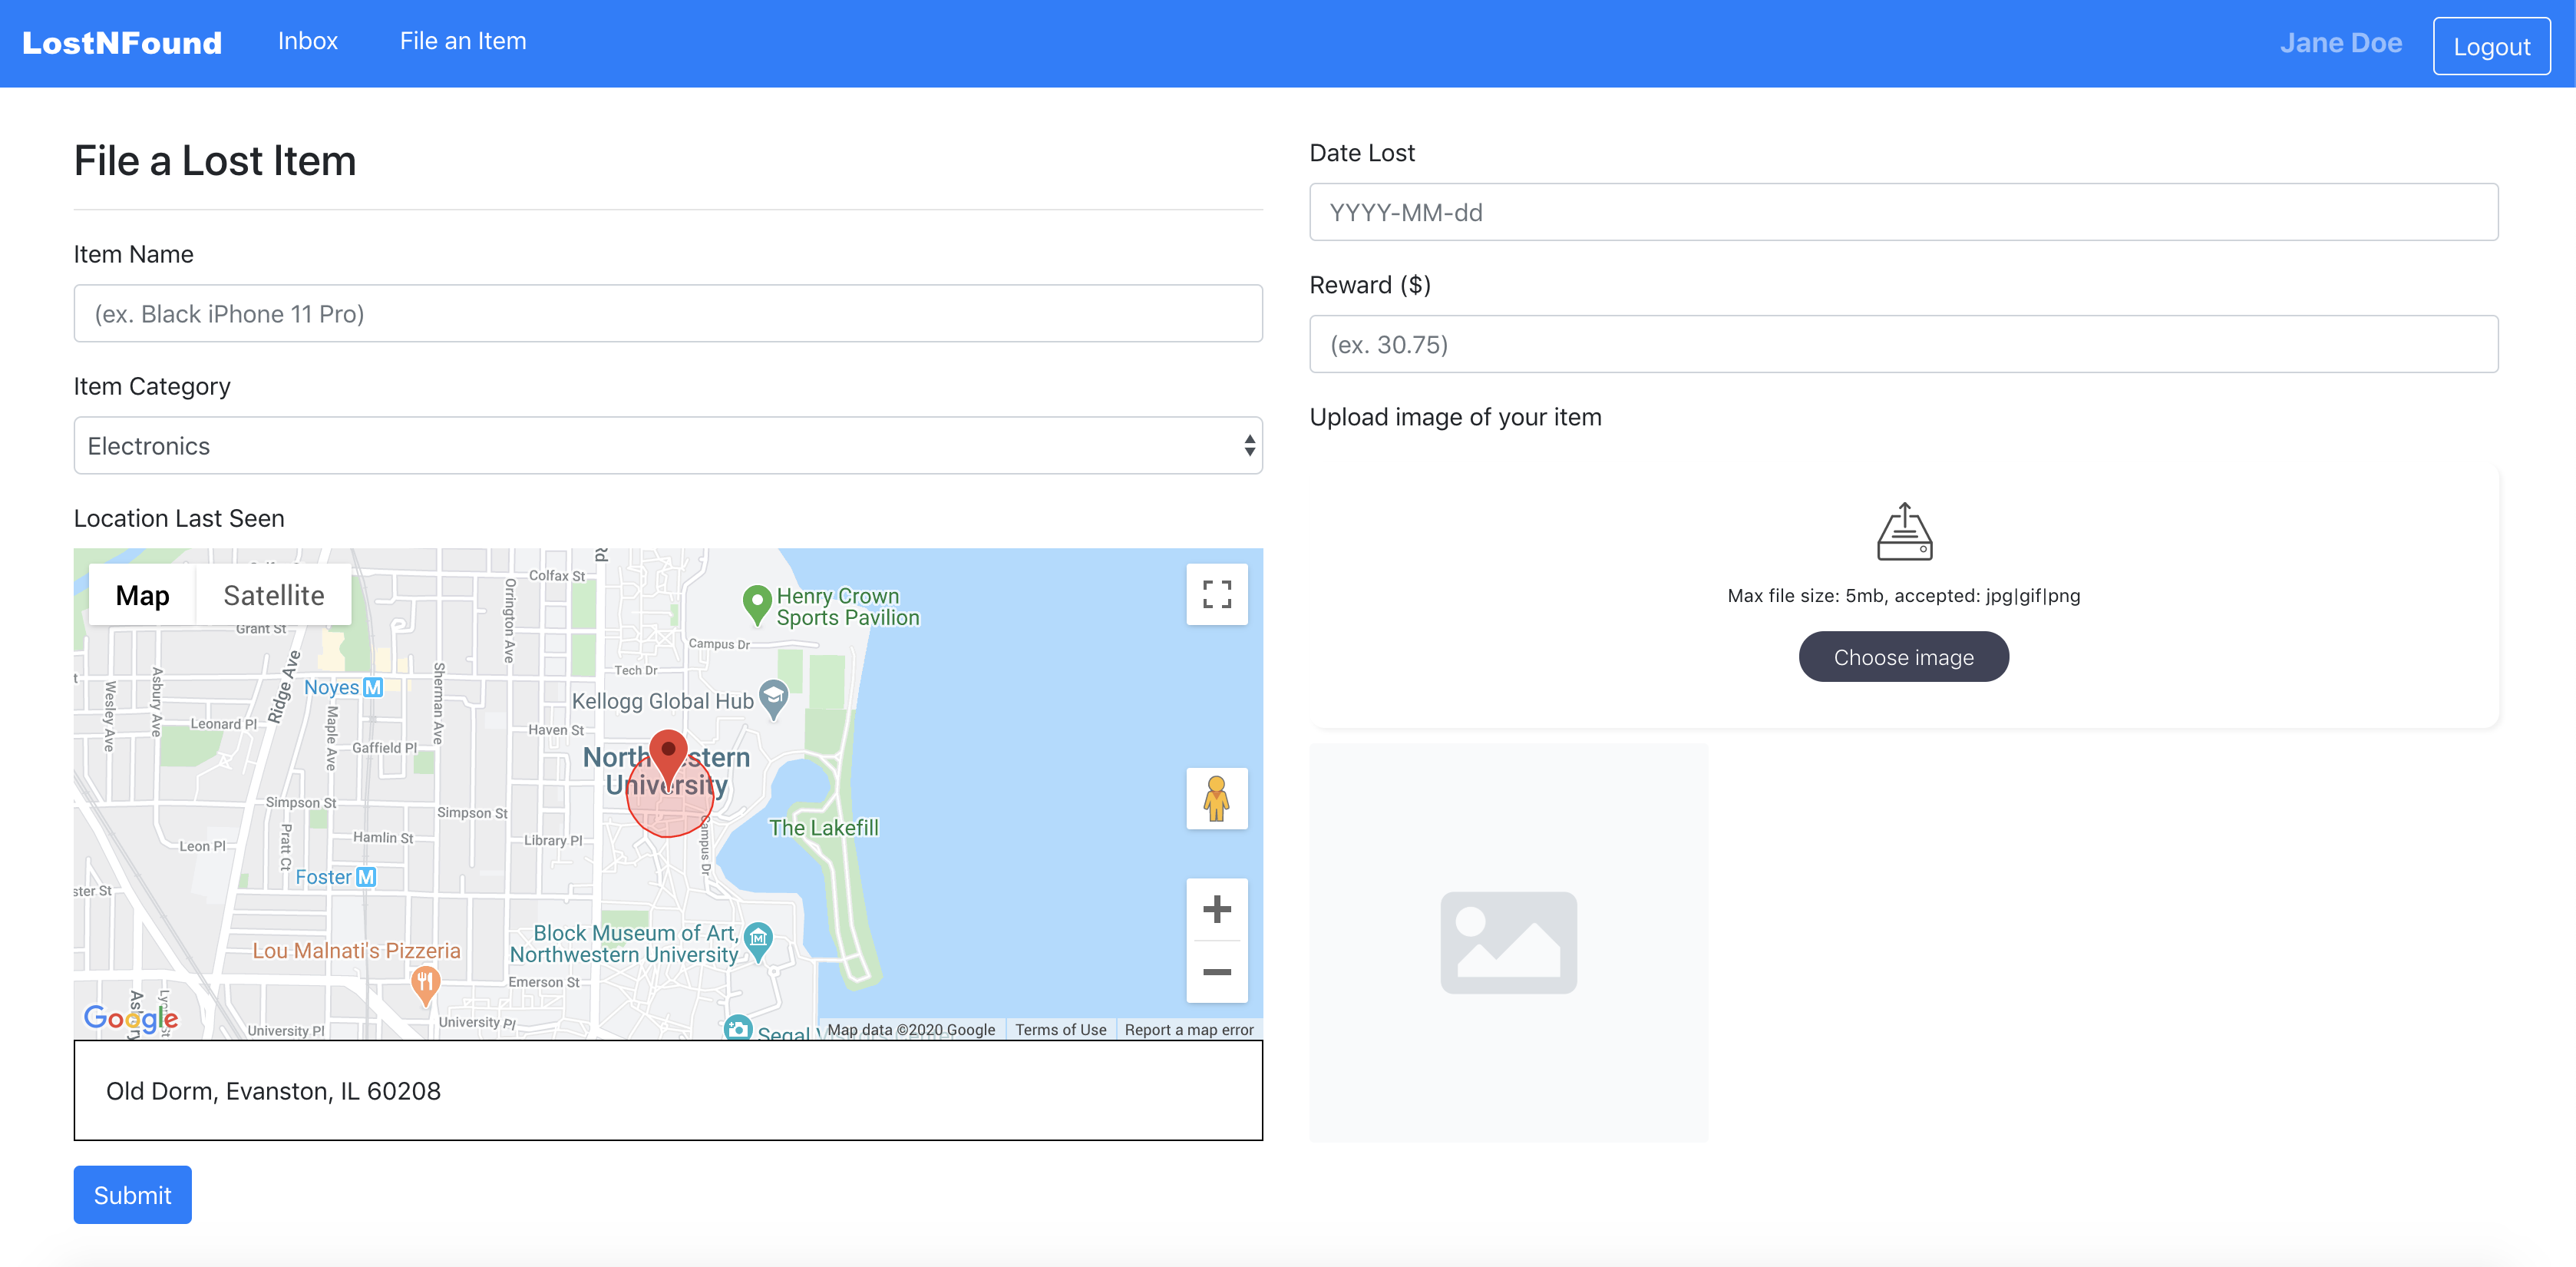 LostNFound
Inbox
File an Item
Jane Doe
Logout
File a Lost Item
Item Name
(ex. Black iPhone 11 Pro)
Item Category
Electronics
Location Last Seen
Map
Satellite
Colfax St
Orrington Ave
Henry Crown
Sports Pavilion
Grant St
Campus Dr
Tech Dr
Ridge Ave
Noyes M
Sherman Ave
Kellogg Global Hub
Wesley Ave
Asbury Ave
Maple Ave
Leonard Pl
Haven St
Gaffield Pl
Northwestern
University
Simpson St
Simpson St
Pratt Ct
Hamlin St
Library Pl
Campus Dr
The Lakefill
Leon Pl
Foster M
ster St
Block Museum of Art,
Northwestern University
Lou Malnati's Pizzeria
Emerson St
Google
University Pl
University Pl
Segal Visitors Center
Map data ©2020 Google
Terms of Use
Report a map error
Old Dorm, Evanston, IL 60208
Submit
Date Lost
YYYY-MM-dd
Reward ($)
(ex. 30.75)
Upload image of your item
Max file size: 5mb, accepted: jpg|gif|png
Choose image